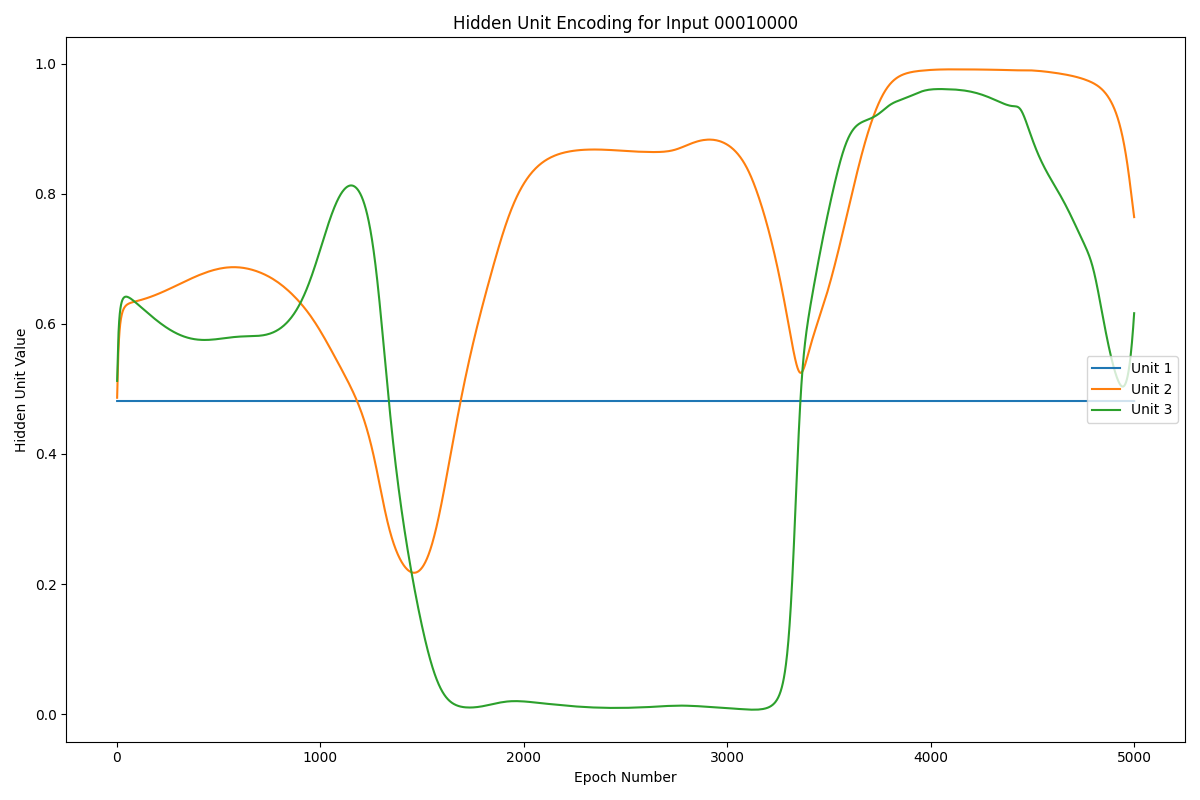 Hidden Unit Encoding for Input 00010000
Hidden Unit Value
1.0
0.8
0.6
0.4
0.2
0.0
Unit 1
Unit 2
Unit 3
0 1000 2000 3000 4000 5000
Epoch Number